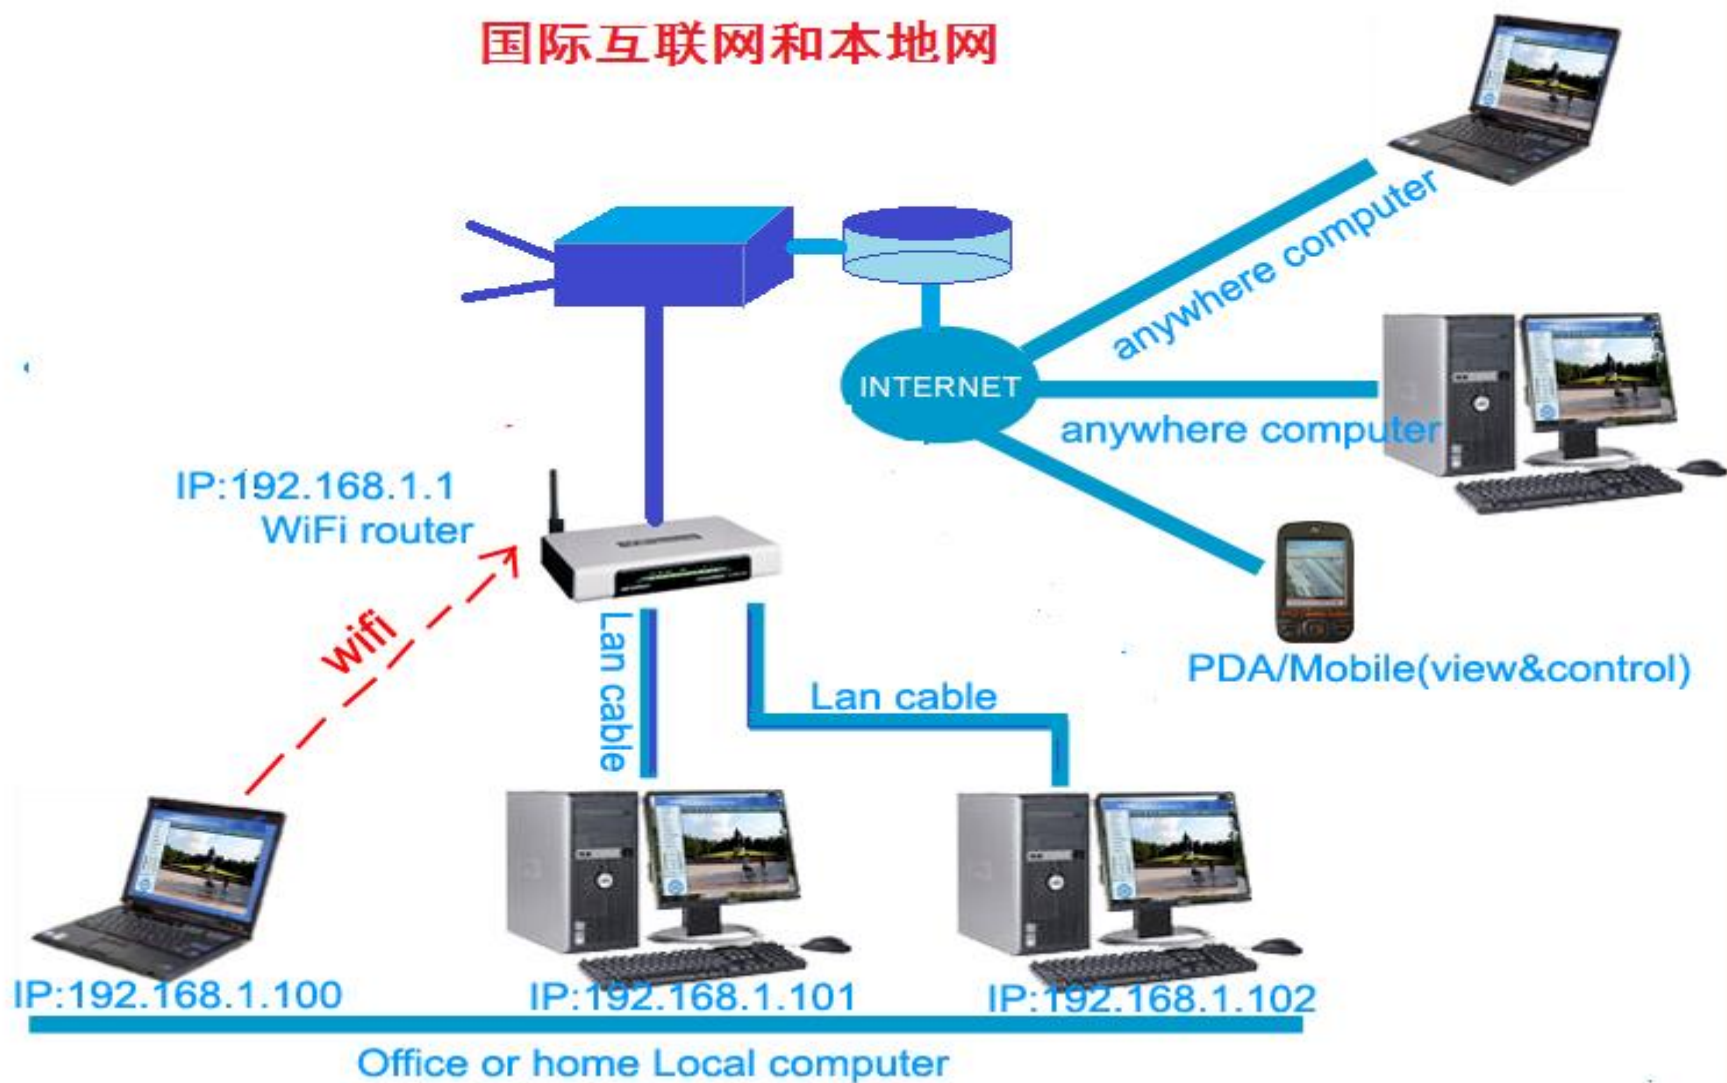 国际互联网和本地网
anywhere computer
INTERNET
anywhere computer
IP:192.168.1.1
WiFi router
wifi
Lan cable
Lan cable
PDA/Mobile(view&control)
IP:192.168.1.100
IP:192.168.1.101
IP:192.168.1.102
Office or home Local computer